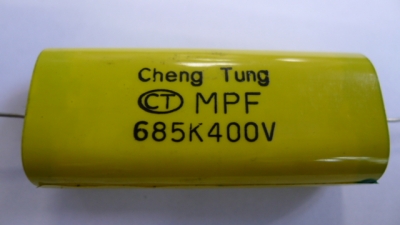 Cheng Tung
CT MPF
685K400V